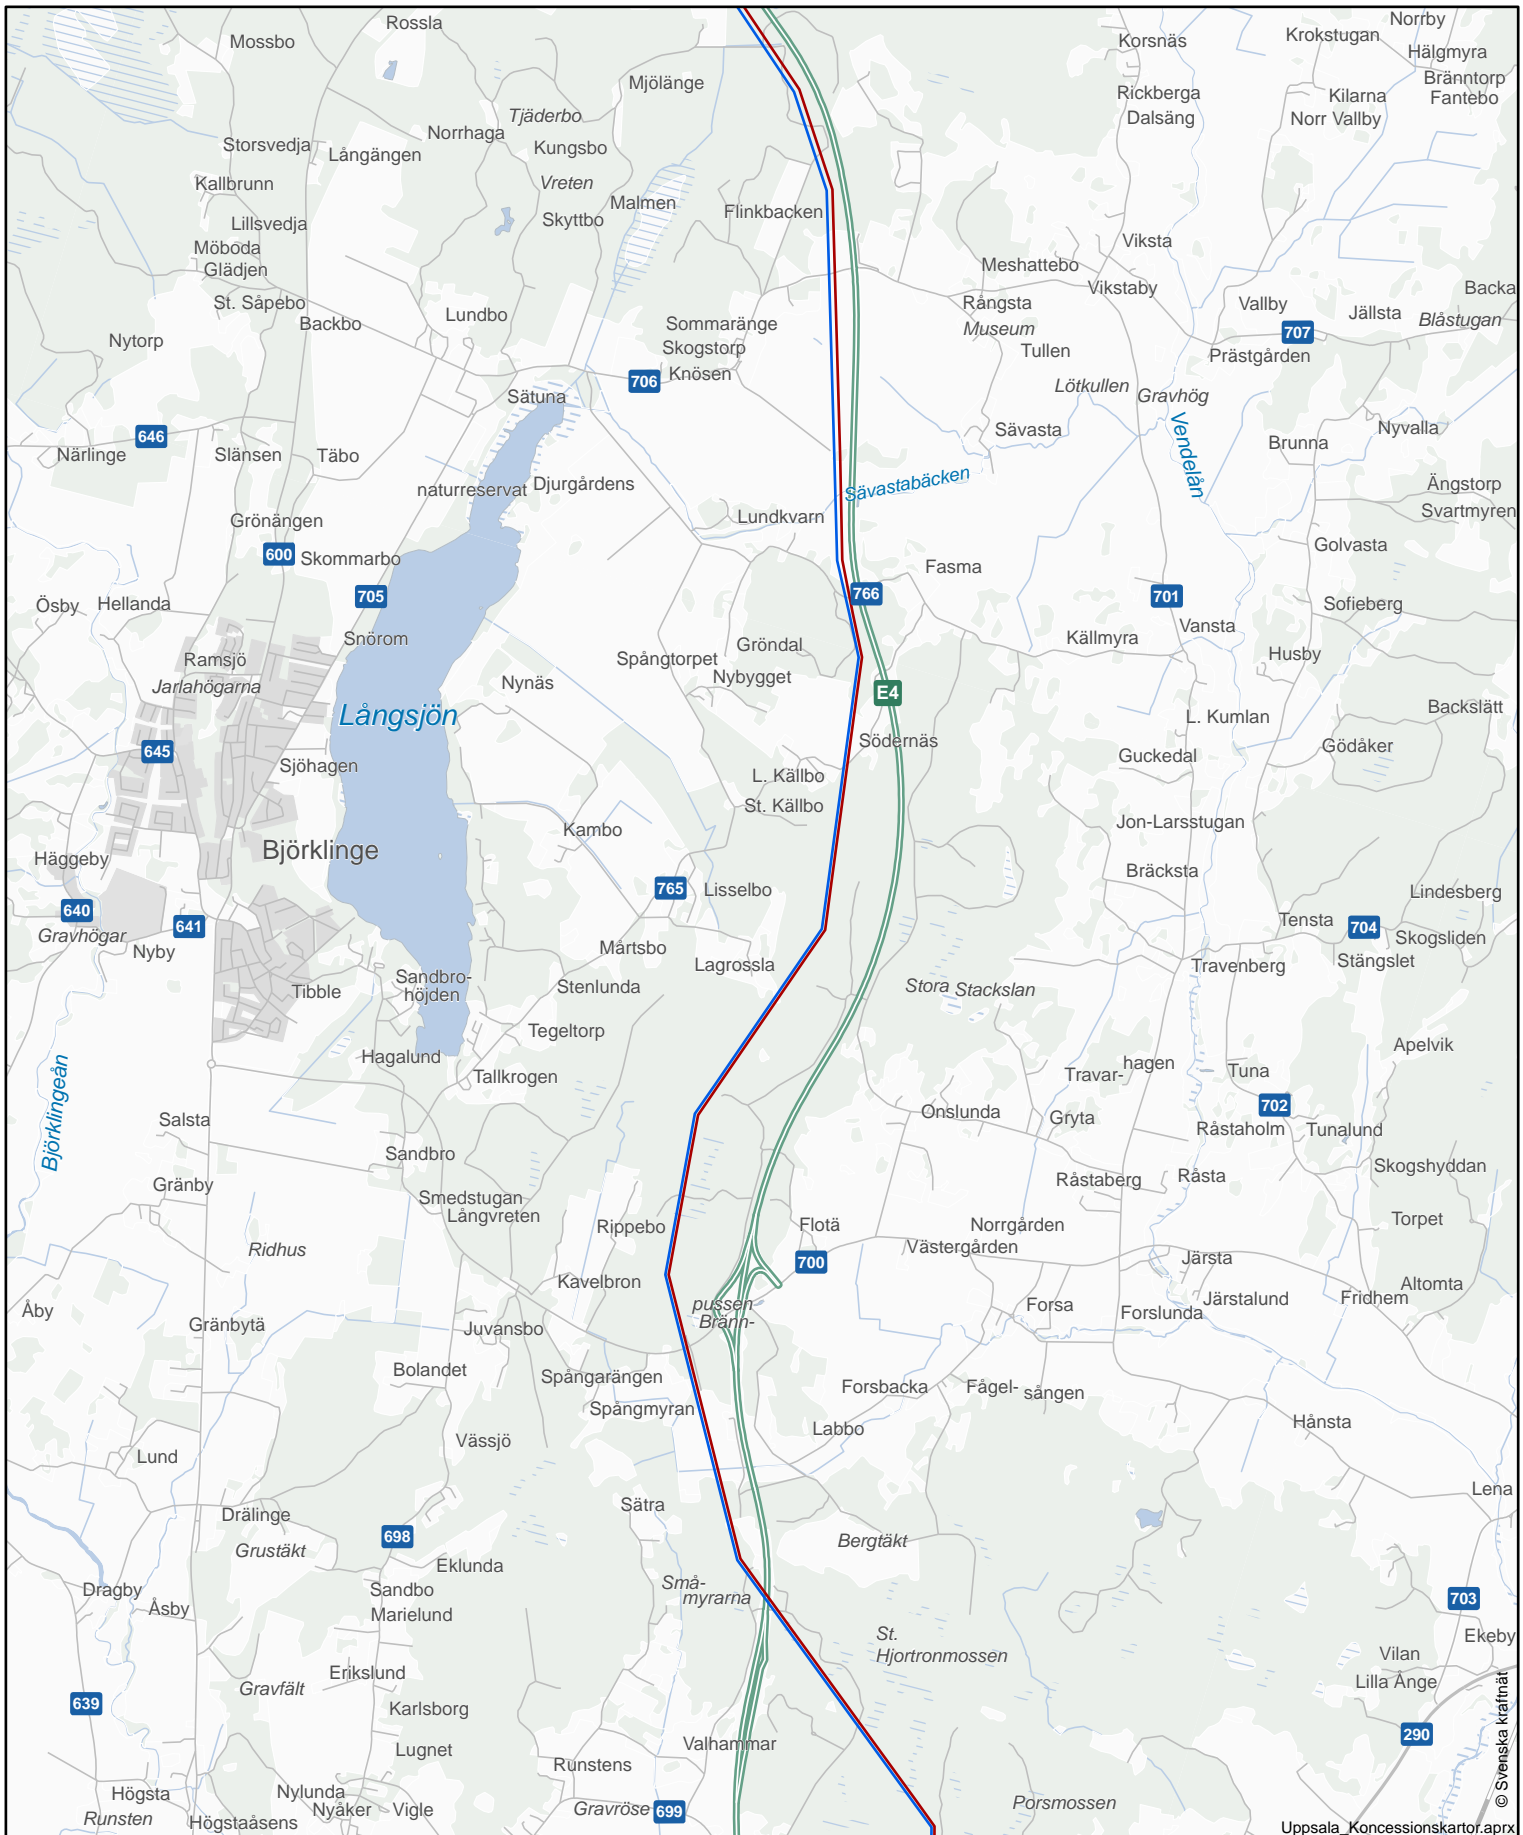 Rossla
Norrby
Mossbo
Korsnäs
Krokstugan
Hälgmyra
Mjölänge
Bränntorp
Rickberga
Kilarna
Fantebo
Tjäderbo
Dalsäng
Norr Vallby
Norrhaga
Storsvedja
Långängen
Kungsbo
Kallbrunn
Vreten
Malmen
Flinkbacken
Lillsvedja
Skyttbo
Möboda
Viksta
Glädjen
Meshattebo
Vikstaby
Backa
St. Såpebo
Rångsta
Vallby
Jällsta
Lundbo
Backbo
Sommaränge
Museum
707
Blåstugan
Nytorp
Skogstorp
Tullen
Prästgården
Knösen
706
Lötkullen
Gravhög
Sätuna
646
Sävasta
Vendelån
Nyvalla
Närlinge
Slänsen
Täbo
Brunna
naturreservat
Djurgårdens
Sävastabäcken
Ängstorp
Svartmyren
Grönängen
Lundkvarn
Golvasta
600
Skommarbo
Fasma
705
766
701
Ösby
Hellanda
Sofieberg
Snörom
Källmyra
Vansta
Gröndal
Ramsjö
Spångtorpet
Husby
Jarlahögarna
Nynäs
Nybygget
E4
Långsjön
L. Kumlan
Backslätt
645
Södernäs
Gödåker
Sjöhagen
Guckedal
L. Källbo
St. Källbo
Kambo
Jon-Larsstugan
Björklinge
Häggeby
Bräcksta
765
Lisselbo
Lindesberg
640
641
Tensta
704
Gravhögar
Nyby
Mårtsbo
Skogsliden
Lagrossla
Travenberg
Stängslet
Sandbro-
höjden
Tibble
Stenlunda
Stora Stackslan
Tegeltorp
Apelvik
Hagalund
Travar-
hagen
Tuna
Tallkrogen
Björklingeån
Salsta
Onslunda
Gryta
702
Råstaholm
Tunalund
Sandbro
Gränby
Råstaberg
Råsta
Skogshyddan
Smedstugan
Långvreten
Rippebo
Flotä
Norrgården
Torpet
Ridhus
Västergården
700
Järsta
Kavelbron
Altomta
Åby
pussen
Bränn-
Forsa
Järstalund
Fridhem
Gränbytä
Juvansbo
Forslunda
Bolandet
Spångarängen
Forsbacka
Fågel-
sången
Spångmyran
Labbo
Hånsta
Vässjö
Lund
Lena
Drälinge
Sätra
698
Bergtäkt
Grustäkt
Eklunda
Dragby
Sandbo
Små-
myrarna
703
Åsby
Marielund
St.
Hjortronmossen
Ekeby
Vilan
Erikslund
Lilla Ånge
Gravfält
639
Karlsborg
290
Lugnet
Valhammar
Runstens
Högsta
Nylunda
Runsten
Nyåker
Vigle
Gravröse
699
Porsmossen
Högstaåsens
© Svenska kraftnät
Uppsala_Koncessionskartor.aprx